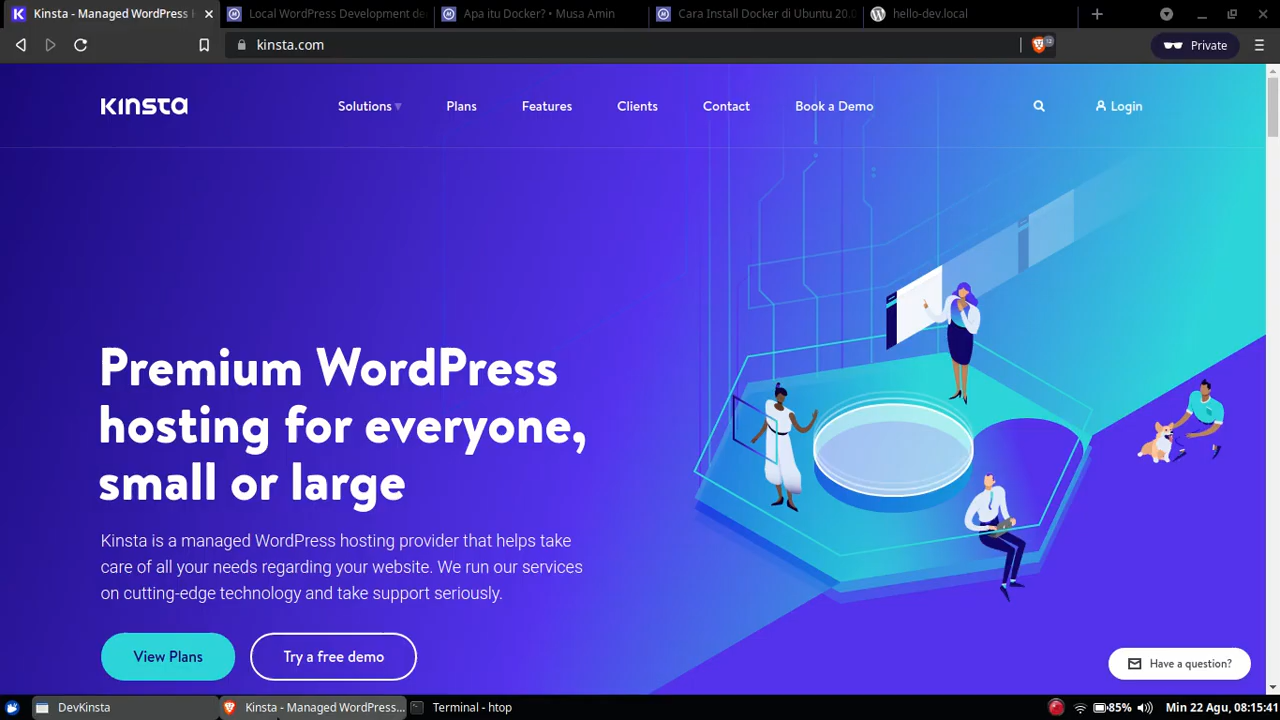 Kinsta - Managed WordPress
Local WordPress Development de
Apa itu Docker? • Musa Amin
Cara Install Docker di Ubuntu 20.0
hello-dev.local
kinsta.com
Private
KINSTA
Solutions
Plans
Features
Clients
Contact
Book a Demo
Login
Premium WordPress
hosting for everyone,
small or large
Kinsta is a managed WordPress hosting provider that helps take
care of all your needs regarding your website. We run our services
on cutting-edge technology and take support seriously.
View Plans
Try a free demo
Have a question?
DevKinsta
Kinsta - Managed WordPress...
Terminal - htop
85%
Min 22 Agu, 08:15:41